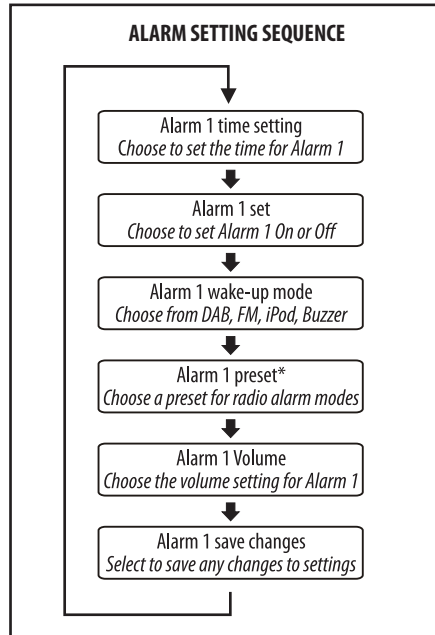 ALARM SETTING SEQUENCE
Alarm 1 time setting
Choose to set the time for Alarm 1
Alarm 1 set
Choose to set Alarm 1 On or Off
Alarm 1 wake-up mode
Choose from DAB, FM, iPod, Buzzer
Alarm 1 preset*
Choose a preset for radio alarm modes
Alarm 1 Volume
Choose the volume setting for Alarm 1
Alarm 1 save changes
Select to save any changes to settings